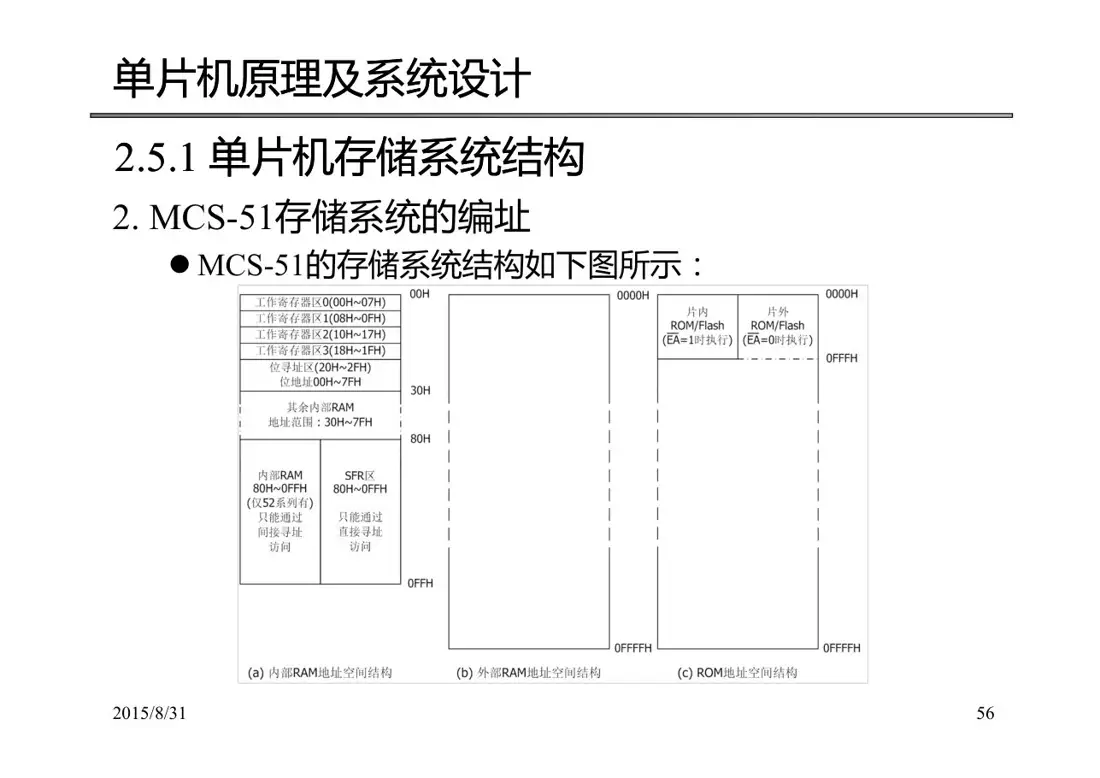 单片机原理及系统设计
2.5.1 单片机存储系统结构
2. MCS-51存储系统的编址
● MCS-51的存储系统结构如下图所示：
工作寄存器区0(00H~07H)
工作寄存器区1(08H~0FH)
工作寄存器区2(10H~17H)
工作寄存器区3(18H~1FH)
位寻址区(20H~2FH)
位地址00H~7FH
其余内部RAM
地址范围：30H~7FH
内部RAM
80H~0FFH
(仅52系列有)
只能通过
间接寻址
访问
SFR区
80H~0FFH
只能通过
直接寻址
访问
00H
30H
80H
0FFH
(a) 内部RAM地址空间结构
0000H
0FFFFH
(b) 外部RAM地址空间结构
片内
ROM/Flash
(E̅A̅=1时执行)
片外
ROM/Flash
(E̅A̅=0时执行)
0000H
0FFFH
0FFFFH
(c) ROM地址空间结构
2015/8/31
56